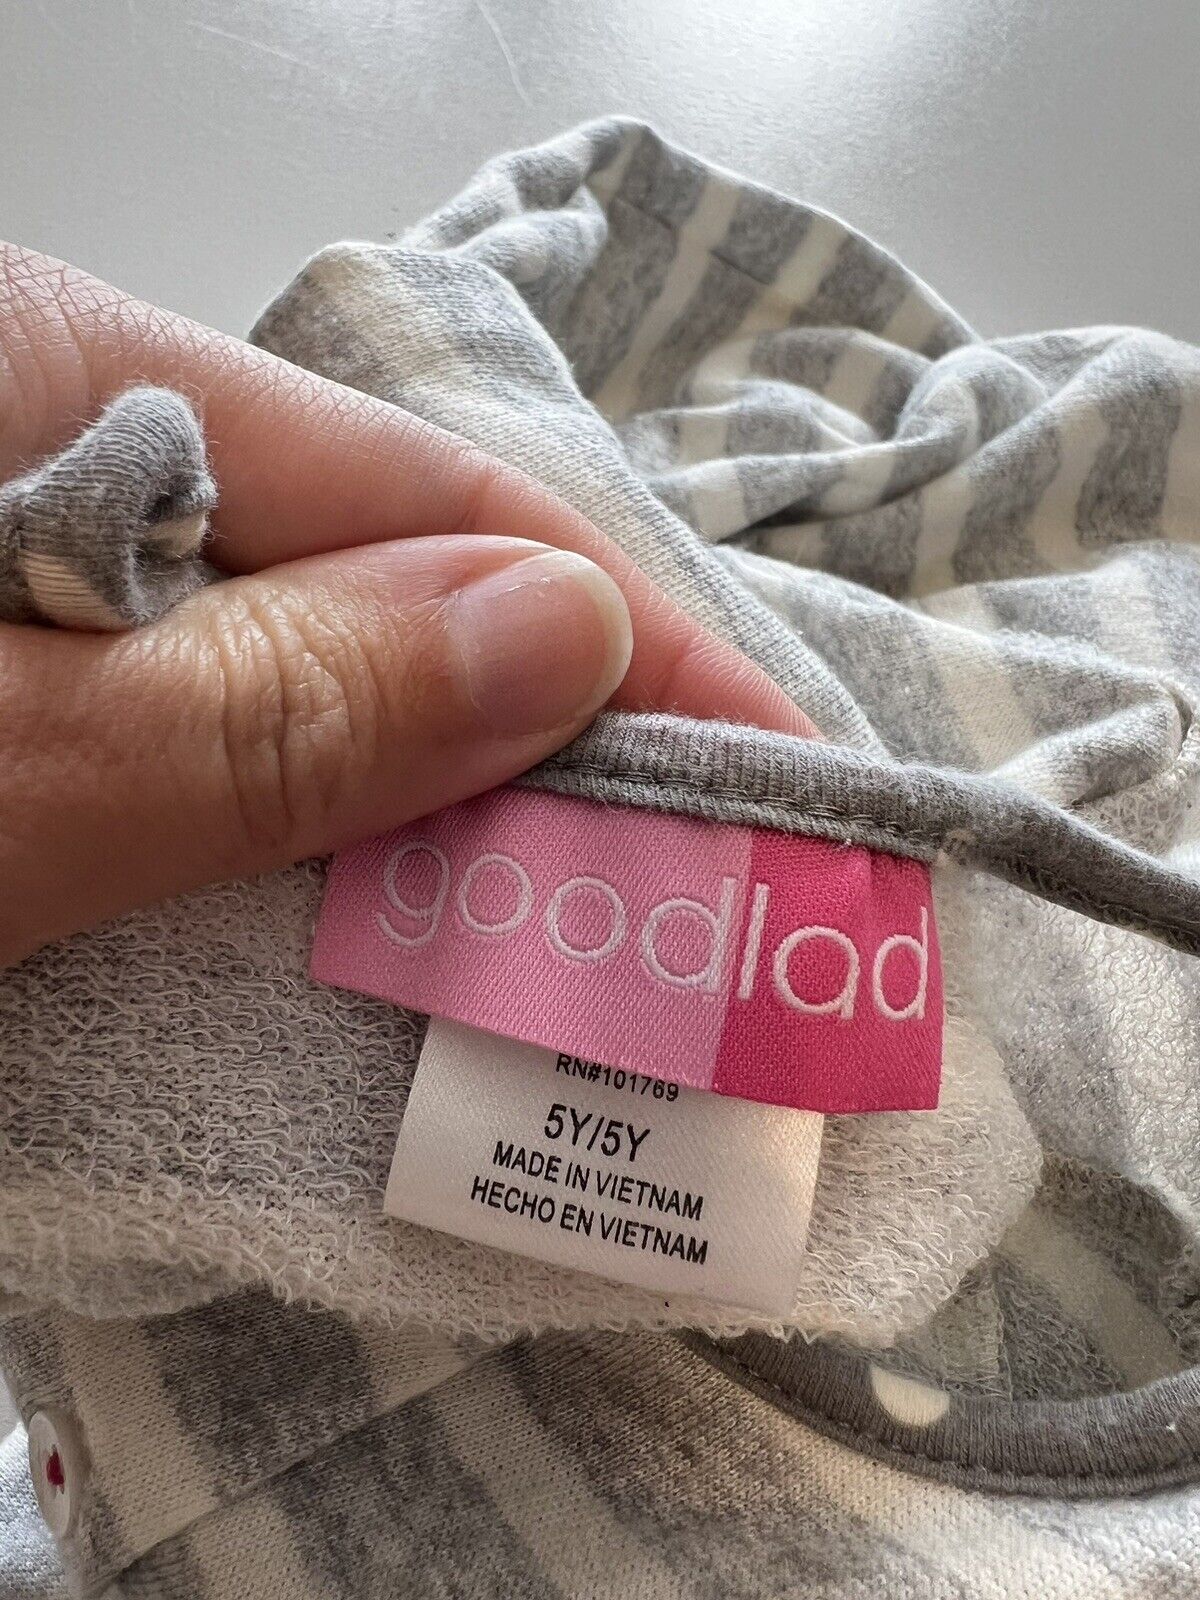 goodlad
RN#101769
5Y/5Y
MADE IN VIETNAM
HECHO EN VIETNAM